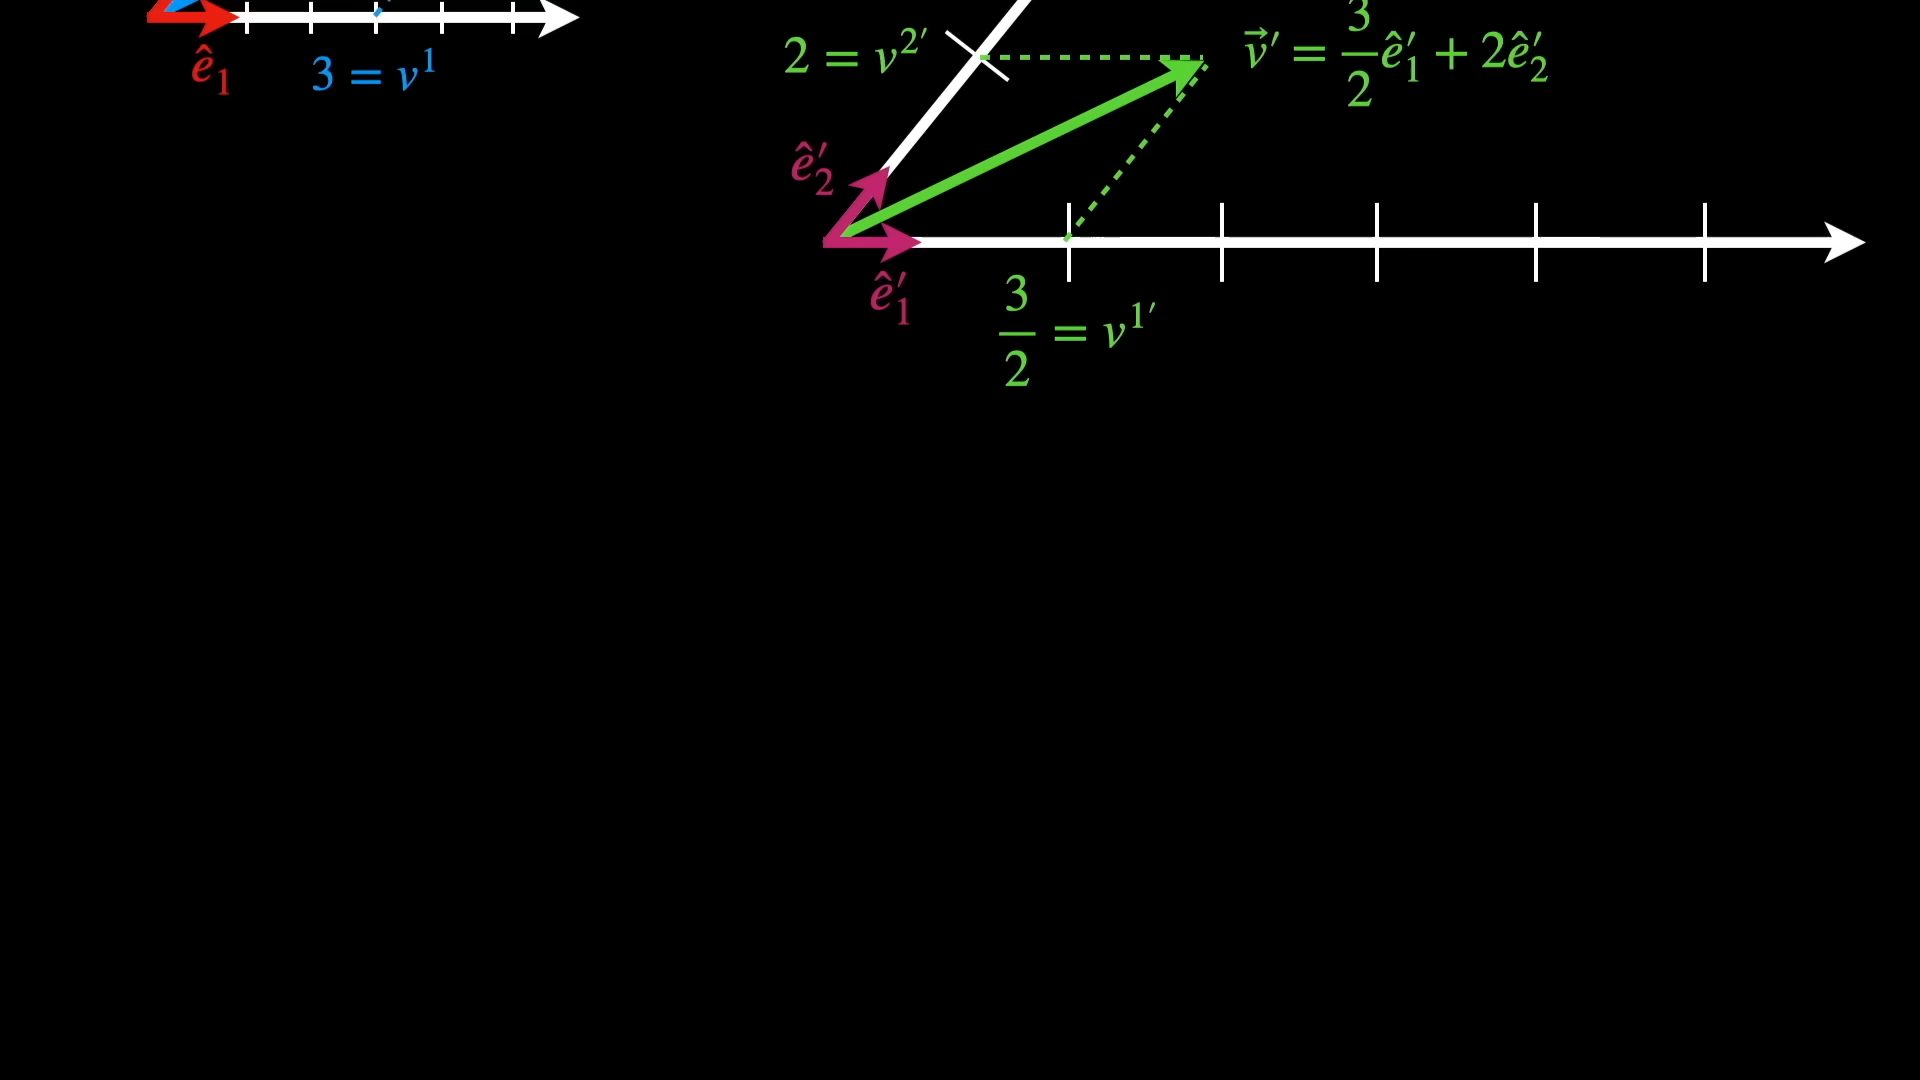 ê₁
3 = v¹
2 = v²′
v⃗′ = 3/2 ê′₁ + 2ê′₂
ê′₂
ê′₁
3/2 = v¹′